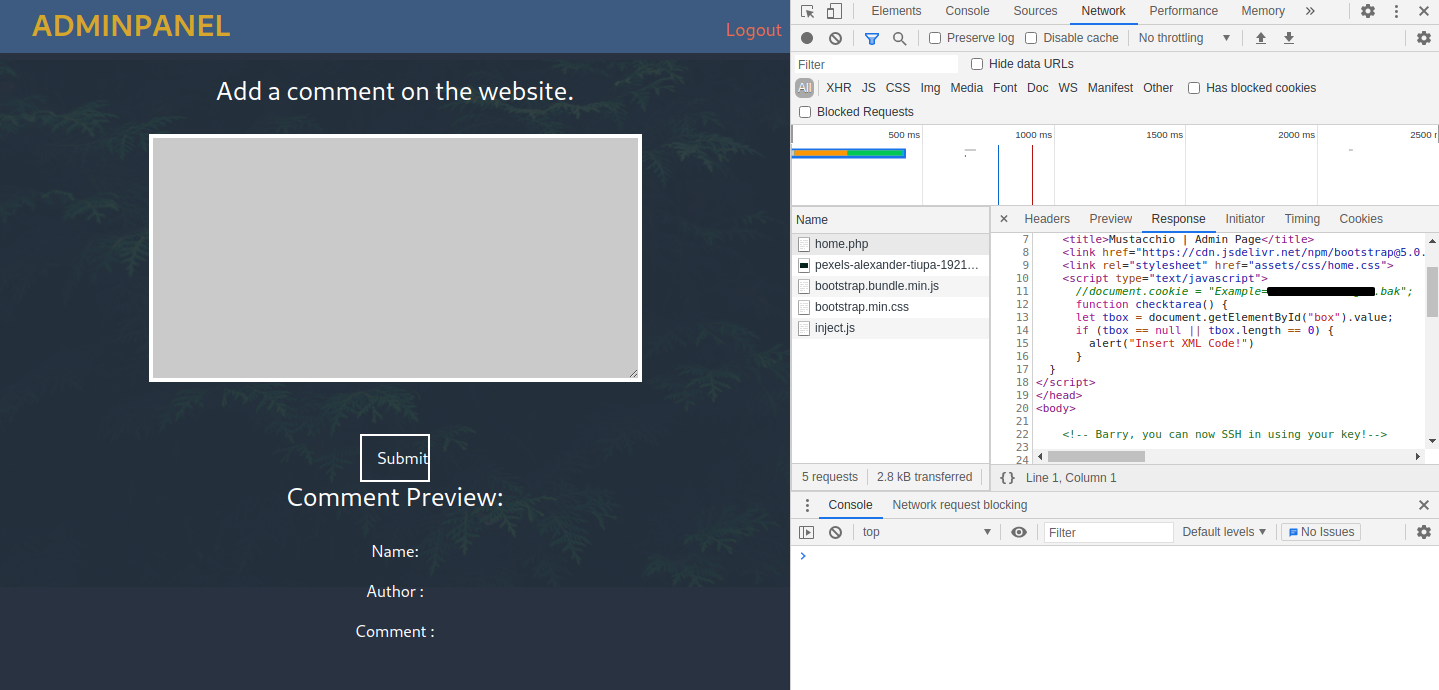 ADMINPANEL
Logout
Add a comment on the website.
Submit
Comment Preview:
Name:
Author :
Comment :
Elements Console Sources Network Performance Memory »
Preserve log Disable cache No throttling
Filter Hide data URLs
All XHR JS CSS Img Media Font Doc WS Manifest Other Has blocked cookies
Blocked Requests
500 ms 1000 ms 1500 ms 2000 ms 2500 r
Name
home.php
pexels-alexander-tiupa-1921…
bootstrap.bundle.min.js
bootstrap.min.css
inject.js
5 requests 2.8 kB transferred
× Headers Preview Response Initiator Timing Cookies
7 <title>Mustacchio | Admin Page</title>
8 <link href="https://cdn.jsdelivr.net/npm/bootstrap@5.0.
9 <link rel="stylesheet" href="assets/css/home.css">
10 <script type="text/javascript">
11 //document.cookie = "Example= .bak";
12 function checktarea() {
13 let tbox = document.getElementById("box").value;
14 if (tbox == null || tbox.length == 0) {
15 alert("Insert XML Code!")
16 }
17 }
18 </script>
19 </head>
20 <body>
21
22 <!-- Barry, you can now SSH in using your key!-->
23
24
{} Line 1, Column 1
Console Network request blocking
top Filter Default levels No Issues